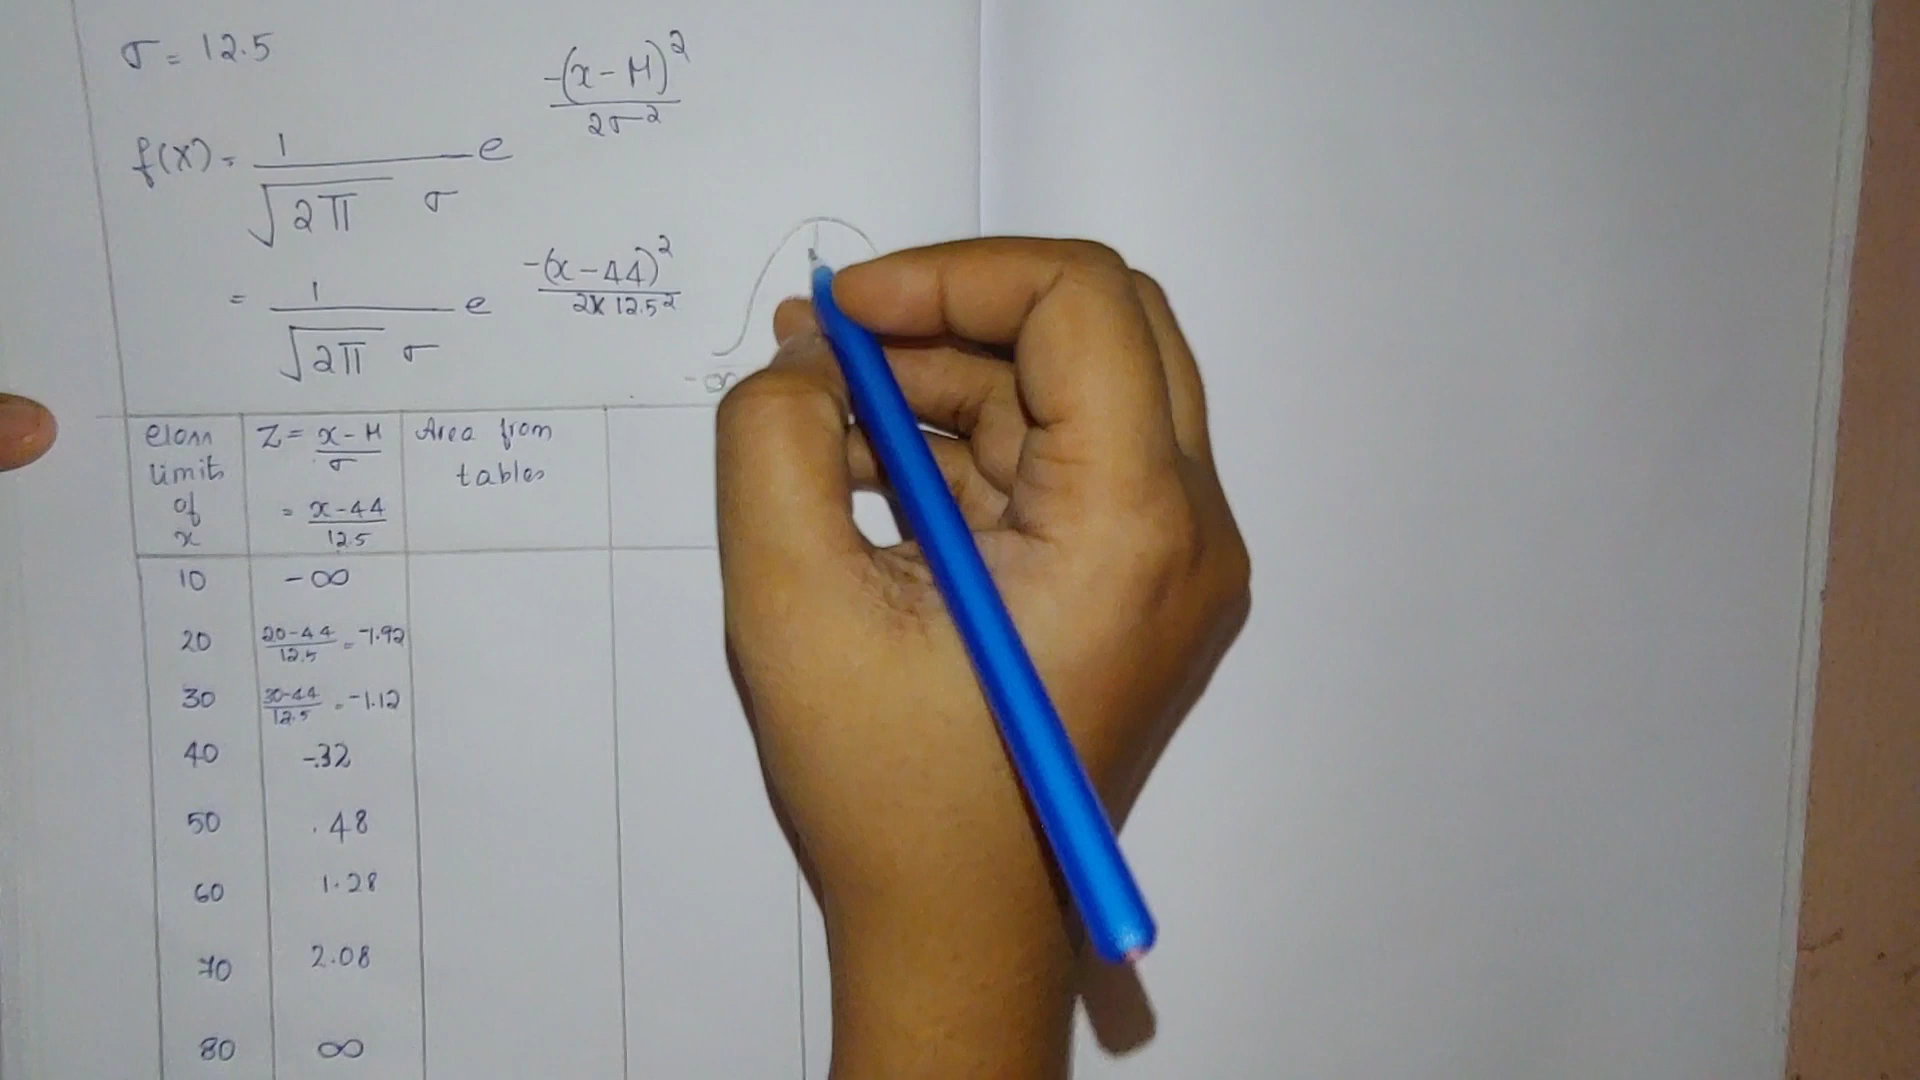 σ = 12.5
f(x) = 1/(√2π σ) e^(-(x-μ)²/2σ²)
= 1/(√2π σ) e^(-(x-44)²/2×12.5²)
-∞
class limits of x
Z = (x-μ)/σ = (x-44)/12.5
Area from tables
10 -∞
20 (20-44)/12.5 = -1.92
30 (30-44)/12.5 = -1.12
40 -.32
50 .48
60 1.28
70 2.08
80 ∞